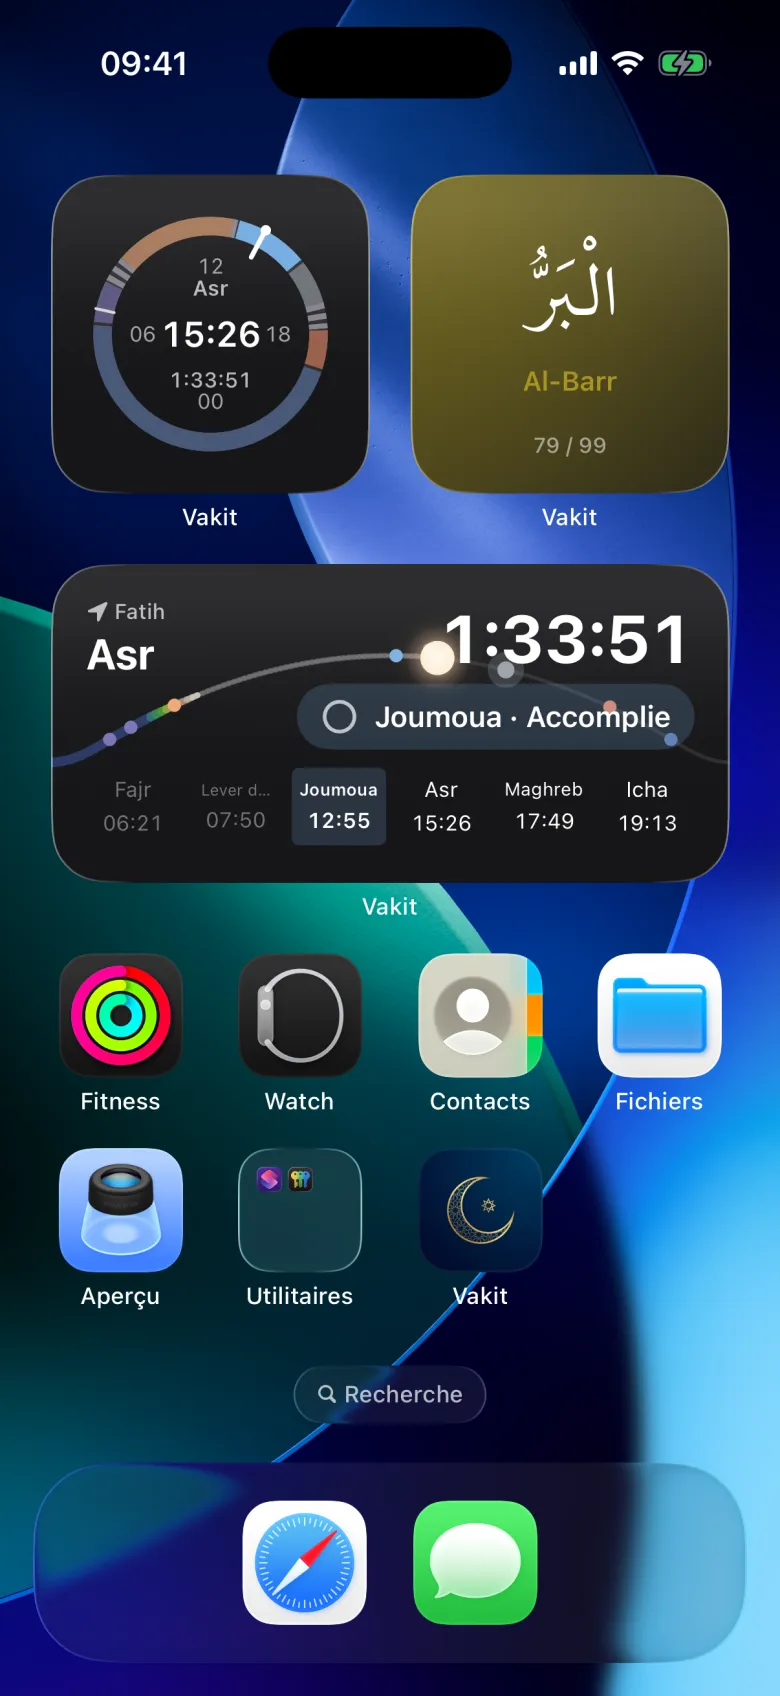 09:41
12
Asr
06 15:26 18
1:33:51
00
الْبَرُّ
Al-Barr
79 / 99
Vakit
Vakit
Fatih
Asr
1:33:51
Joumoua · Accomplie
Fajr
Lever d...
Joumoua
Asr
Maghreb
Icha
06:21
07:50
12:55
15:26
17:49
19:13
Vakit
Fitness
Watch
Contacts
Fichiers
Aperçu
Utilitaires
Vakit
Recherche